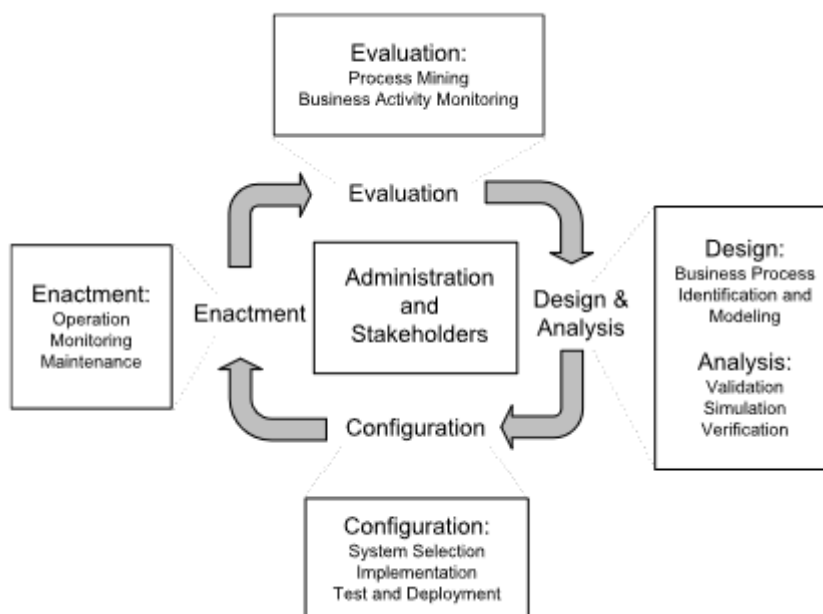 Evaluation:
Process Mining
Business Activity Monitoring
Evaluation
Administration
and
Stakeholders
Design &
Analysis
Design:
Business Process
Identification and
Modeling
Analysis:
Validation
Simulation
Verification
Enactment:
Operation
Monitoring
Maintenance
Enactment
Configuration
Configuration:
System Selection
Implementation
Test and Deployment